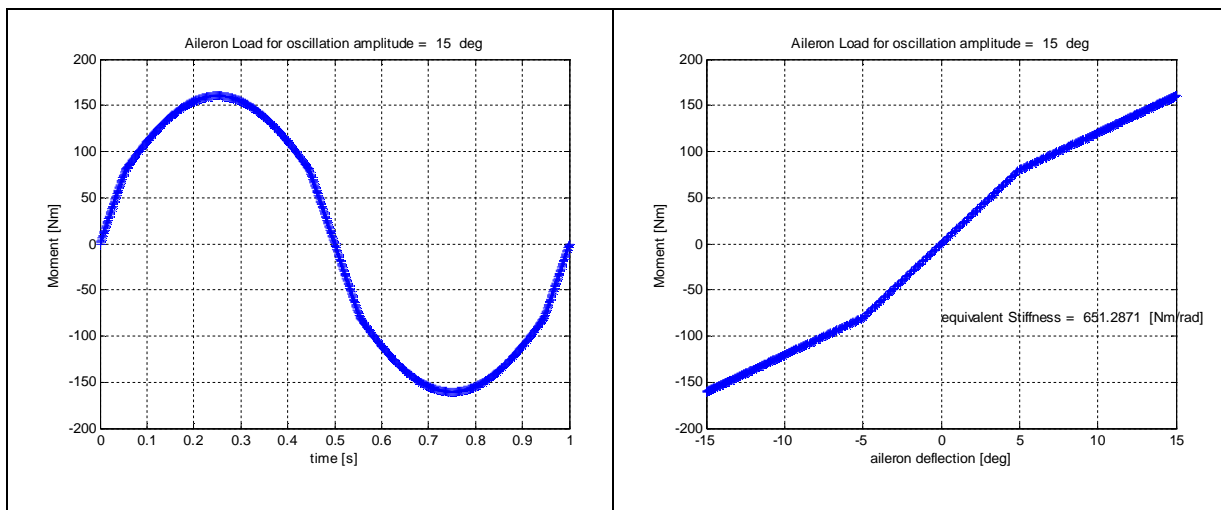 Aileron Load for oscillation amplitude = 15 deg
200
150
100
50
0
-50
-100
-150
-200
Moment [Nm]
0 0.1 0.2 0.3 0.4 0.5 0.6 0.7 0.8 0.9 1
time [s]
Aileron Load for oscillation amplitude = 15 deg
200
150
100
50
0
-50
-100
-150
-200
Moment [Nm]
equivalent Stiffness = 651.2871 [Nm/rad]
-15 -10 -5 0 5 10 15
aileron deflection [deg]